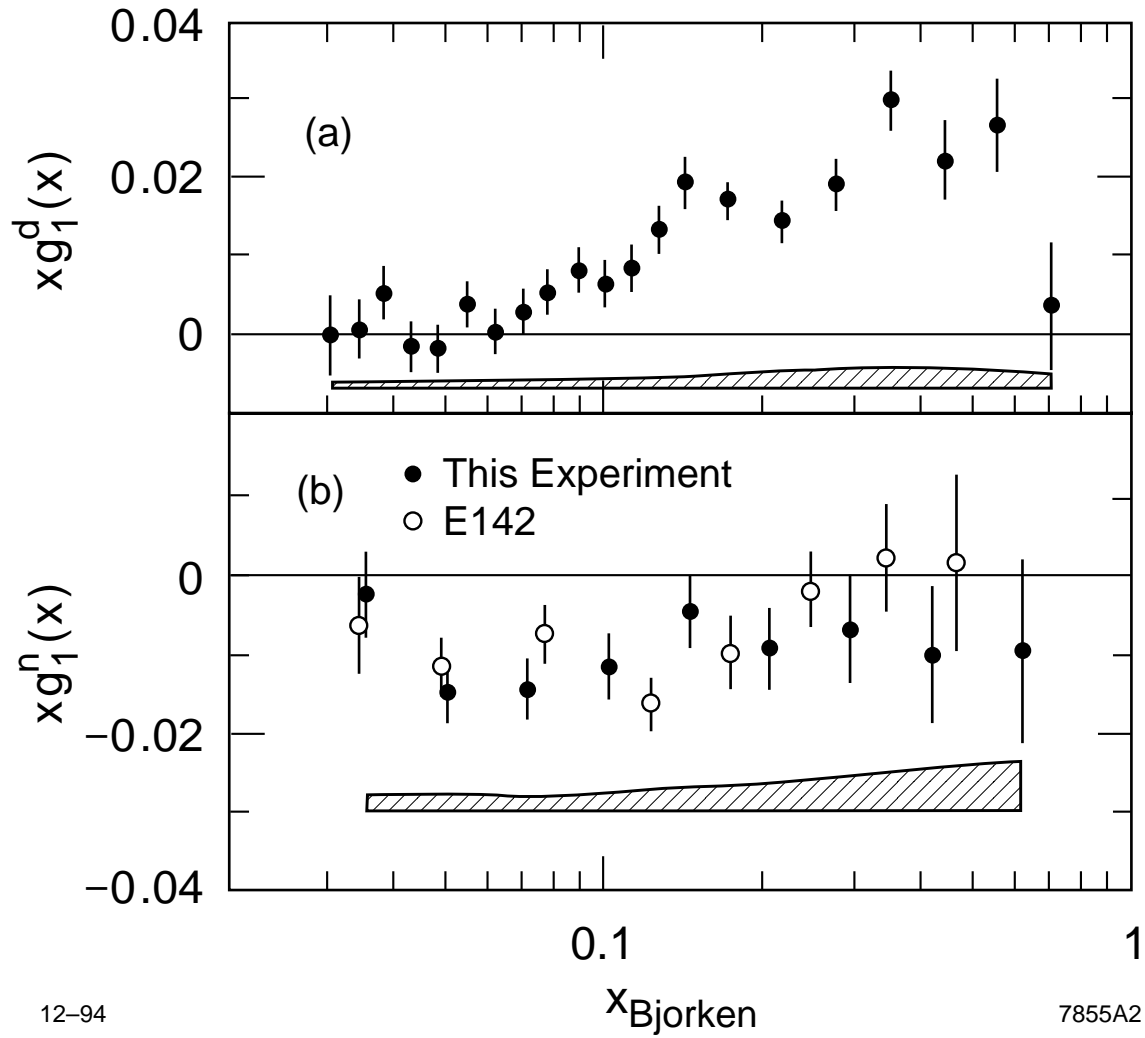 0.04
(a)
0.02
xg₁ᵈ(x)
0
(b)
This Experiment
E142
0
xg₁ⁿ(x)
−0.02
−0.04
0.1
1
xBjorken
12–94
7855A2